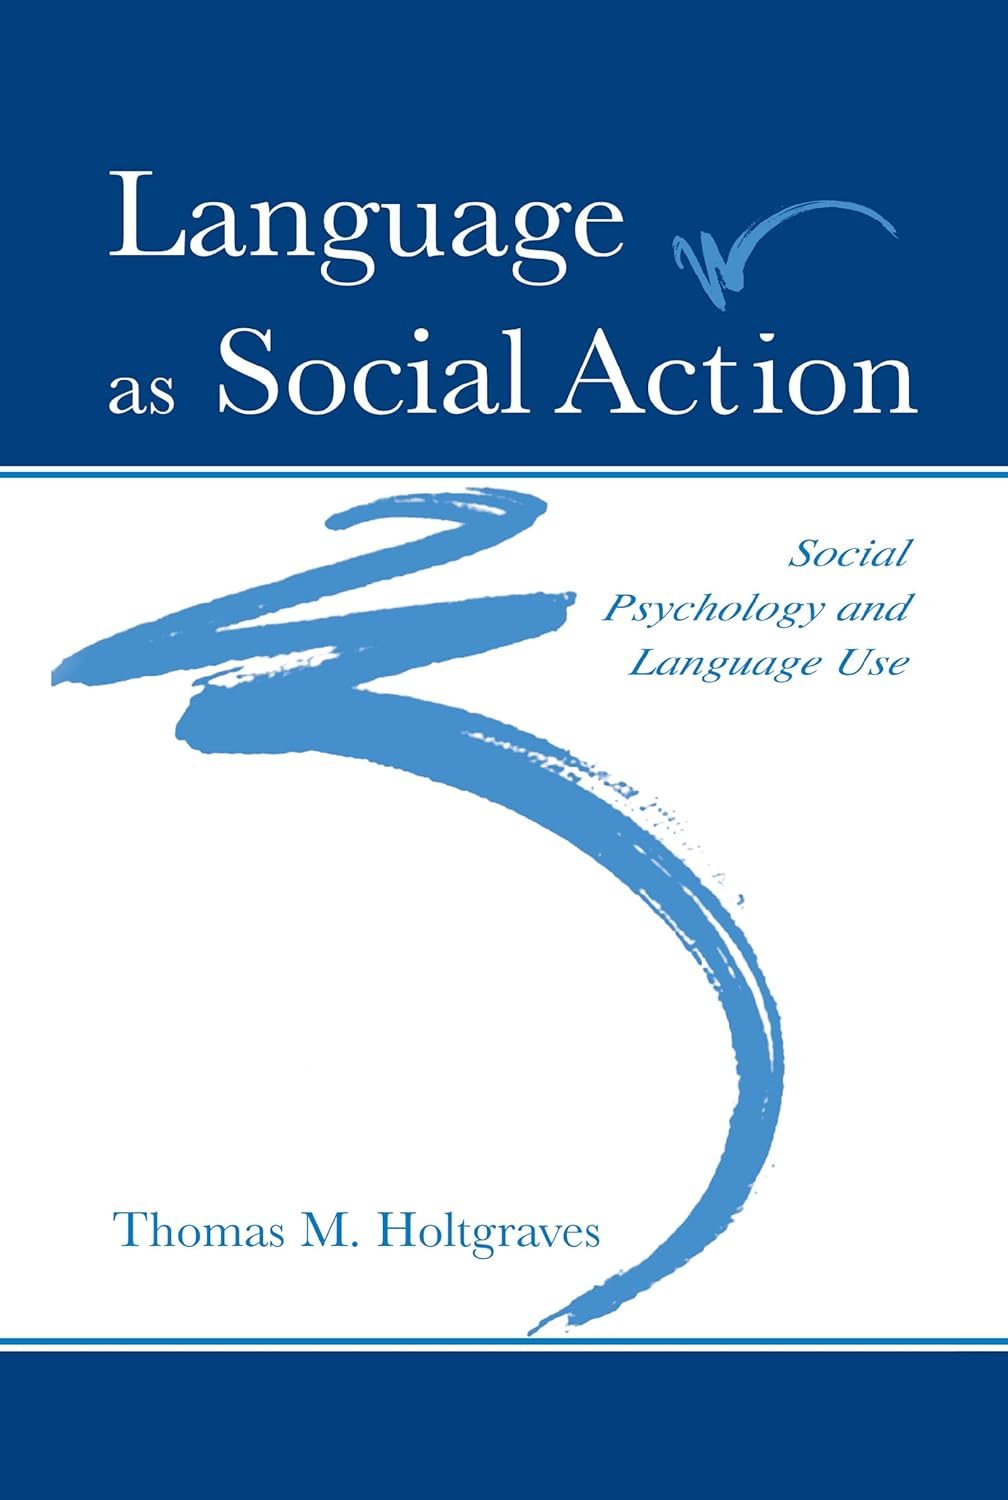 Language
as Social Action
Social
Psychology and
Language Use
Thomas M. Holtgraves